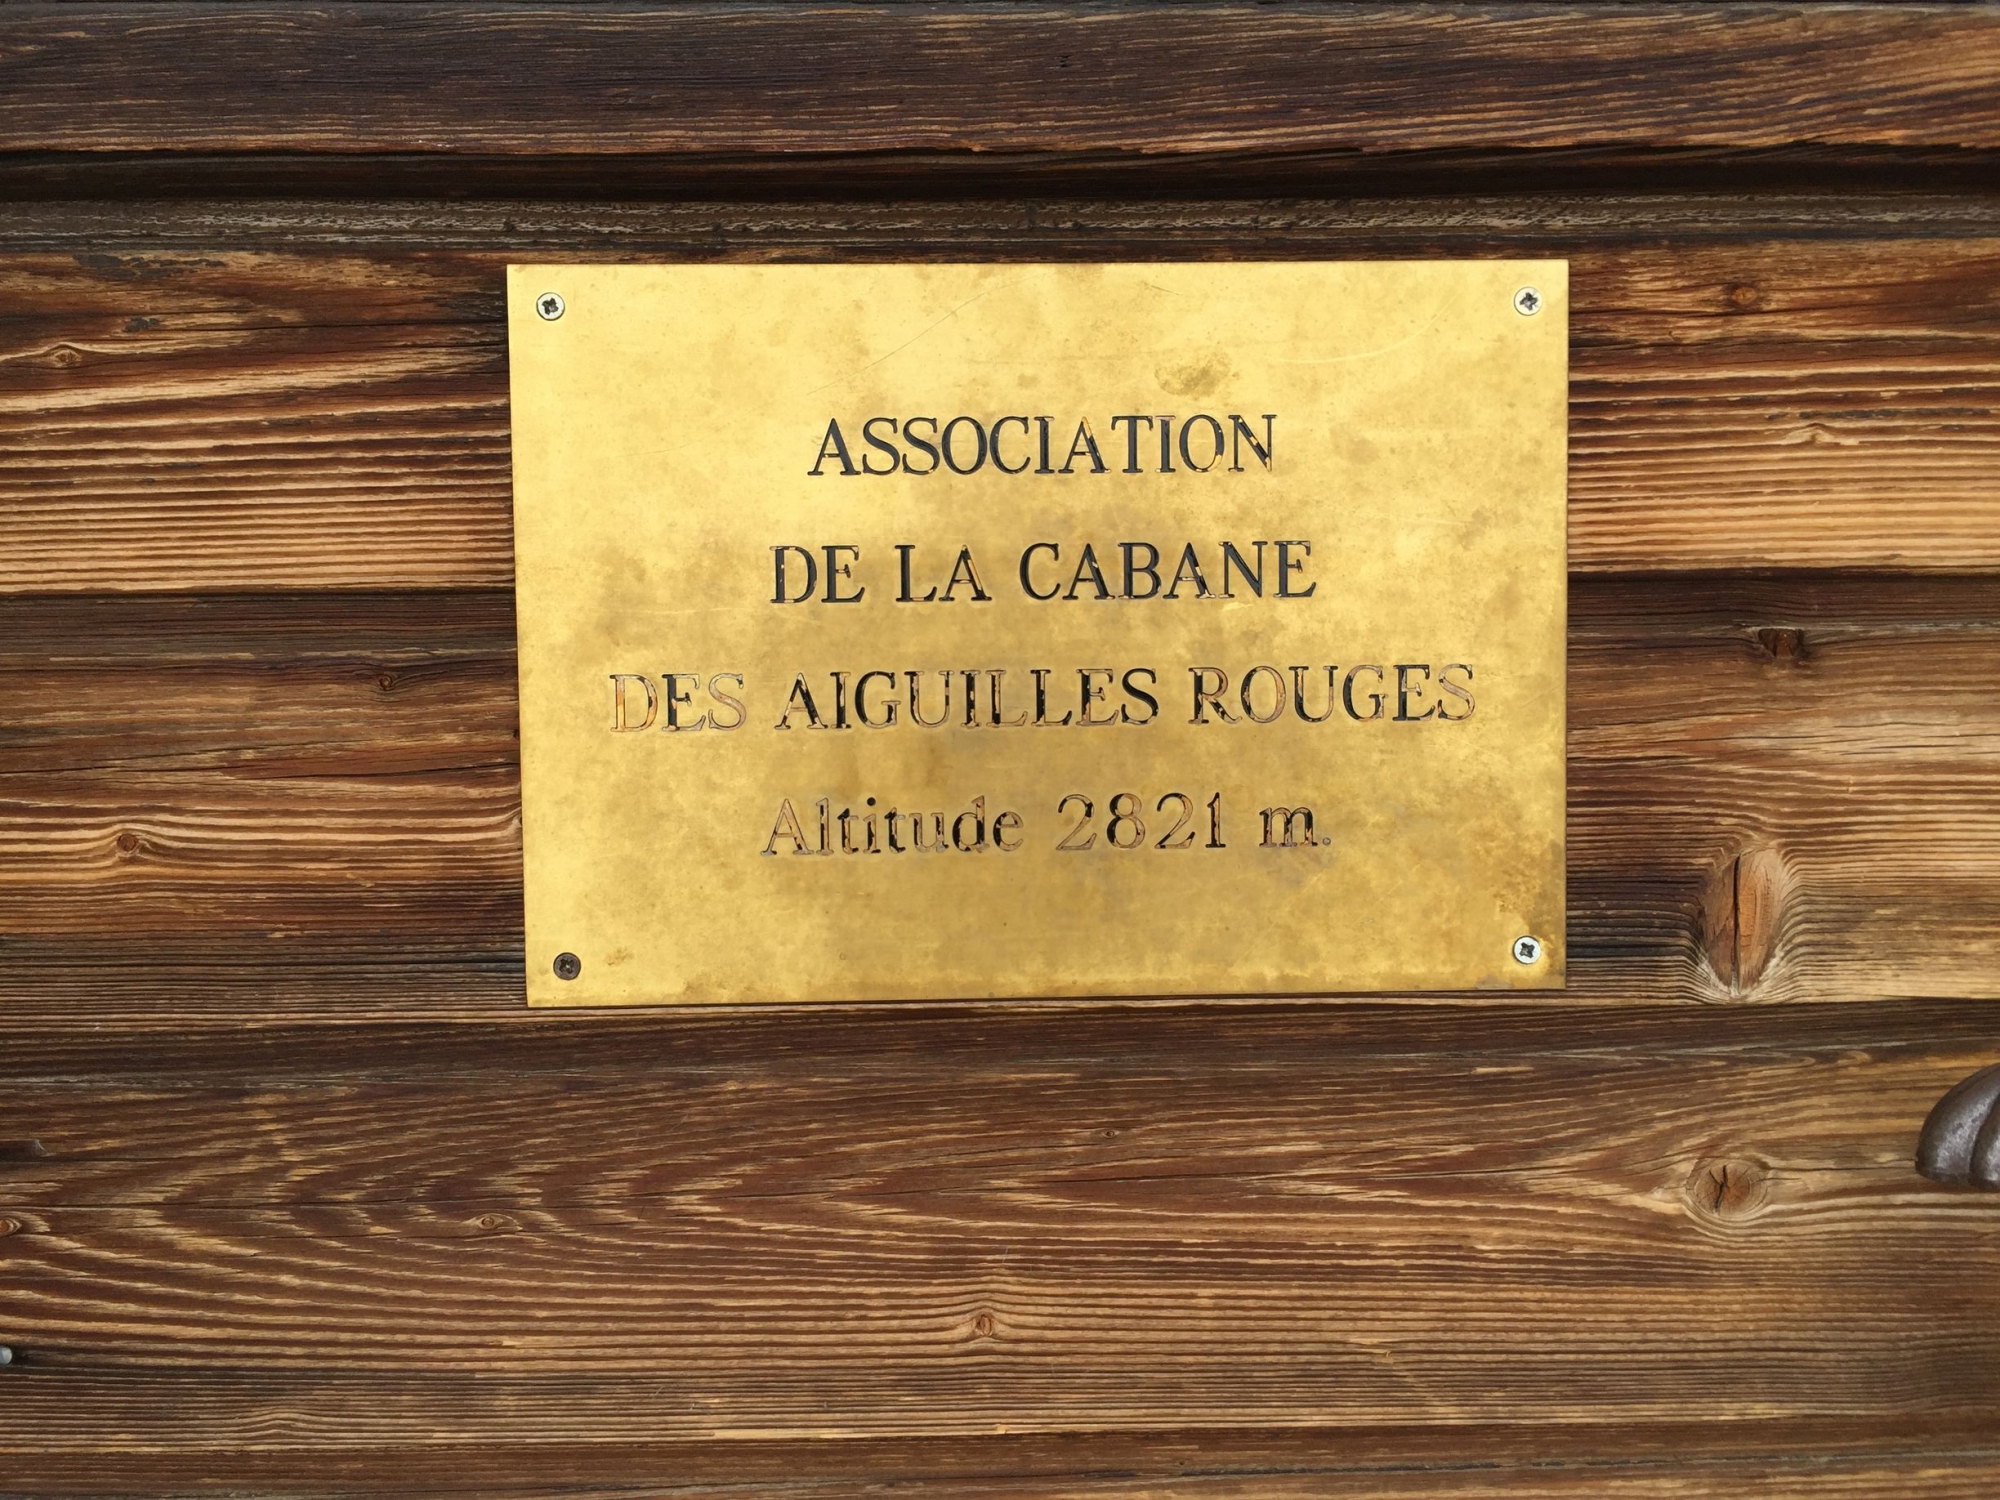 ASSOCIATION
DE LA CABANE
DES AIGUILLES ROUGES
Altitude 2821 m.